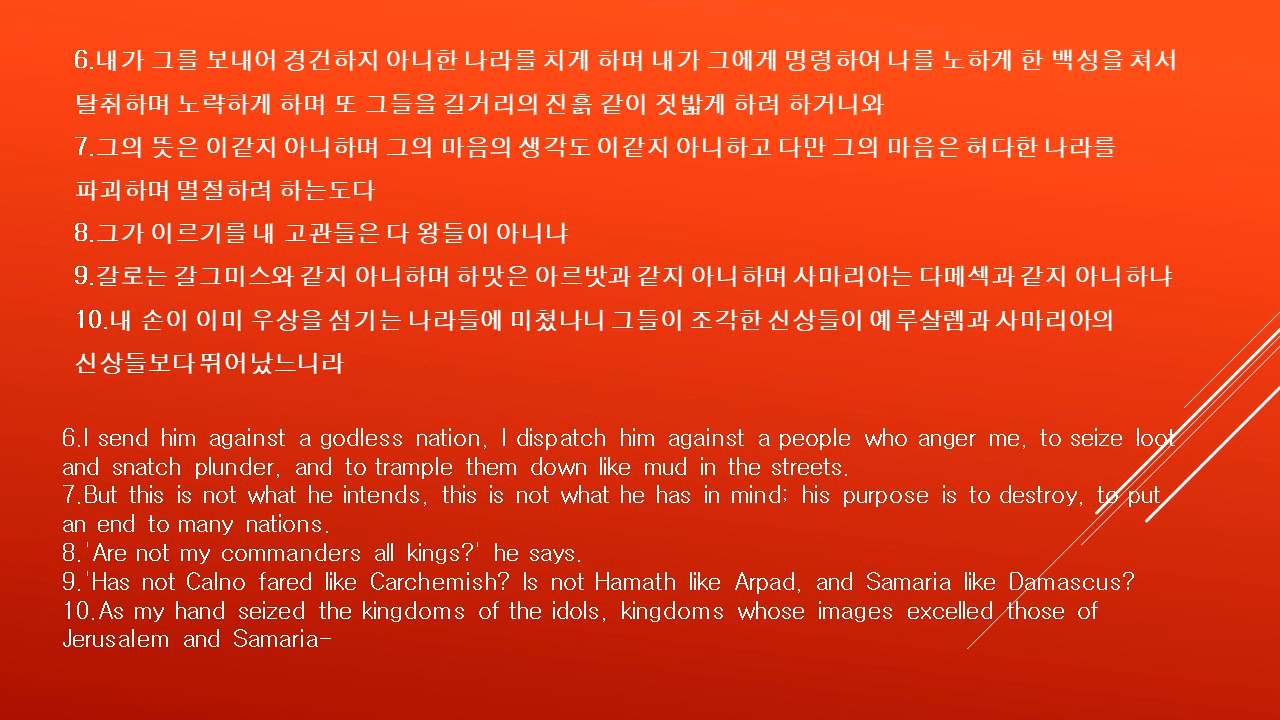 6.내가 그를 보내어 경건하지 아니한 나라를 치게 하며 내가 그에게 명령하여 나를 노하게 한 백성을 쳐서
탈취하며 노략하게 하며 또 그들을 길거리의 진흙 같이 짓밟게 하려 하거니와
7.그의 뜻은 이같지 아니하며 그의 마음의 생각도 이같지 아니하고 다만 그의 마음은 허다한 나라를
파괴하며 멸절하려 하는도다
8.그가 이르기를 내 고관들은 다 왕들이 아니냐
9.갈로는 갈그미스와 같지 아니하며 하맛은 아르밧과 같지 아니하며 사마리아는 다메섹과 같지 아니하냐
10.내 손이 이미 우상을 섬기는 나라들에 미쳤나니 그들이 조각한 신상들이 예루살렘과 사마리아의
신상들보다 뛰어났느니라
6.I send him against a godless nation, I dispatch him against a people who anger me, to seize loot
and snatch plunder, and to trample them down like mud in the streets.
7.But this is not what he intends, this is not what he has in mind; his purpose is to destroy, to put
an end to many nations.
8.'Are not my commanders all kings?' he says.
9.'Has not Calno fared like Carchemish? Is not Hamath like Arpad, and Samaria like Damascus?
10.As my hand seized the kingdoms of the idols, kingdoms whose images excelled those of
Jerusalem and Samaria-